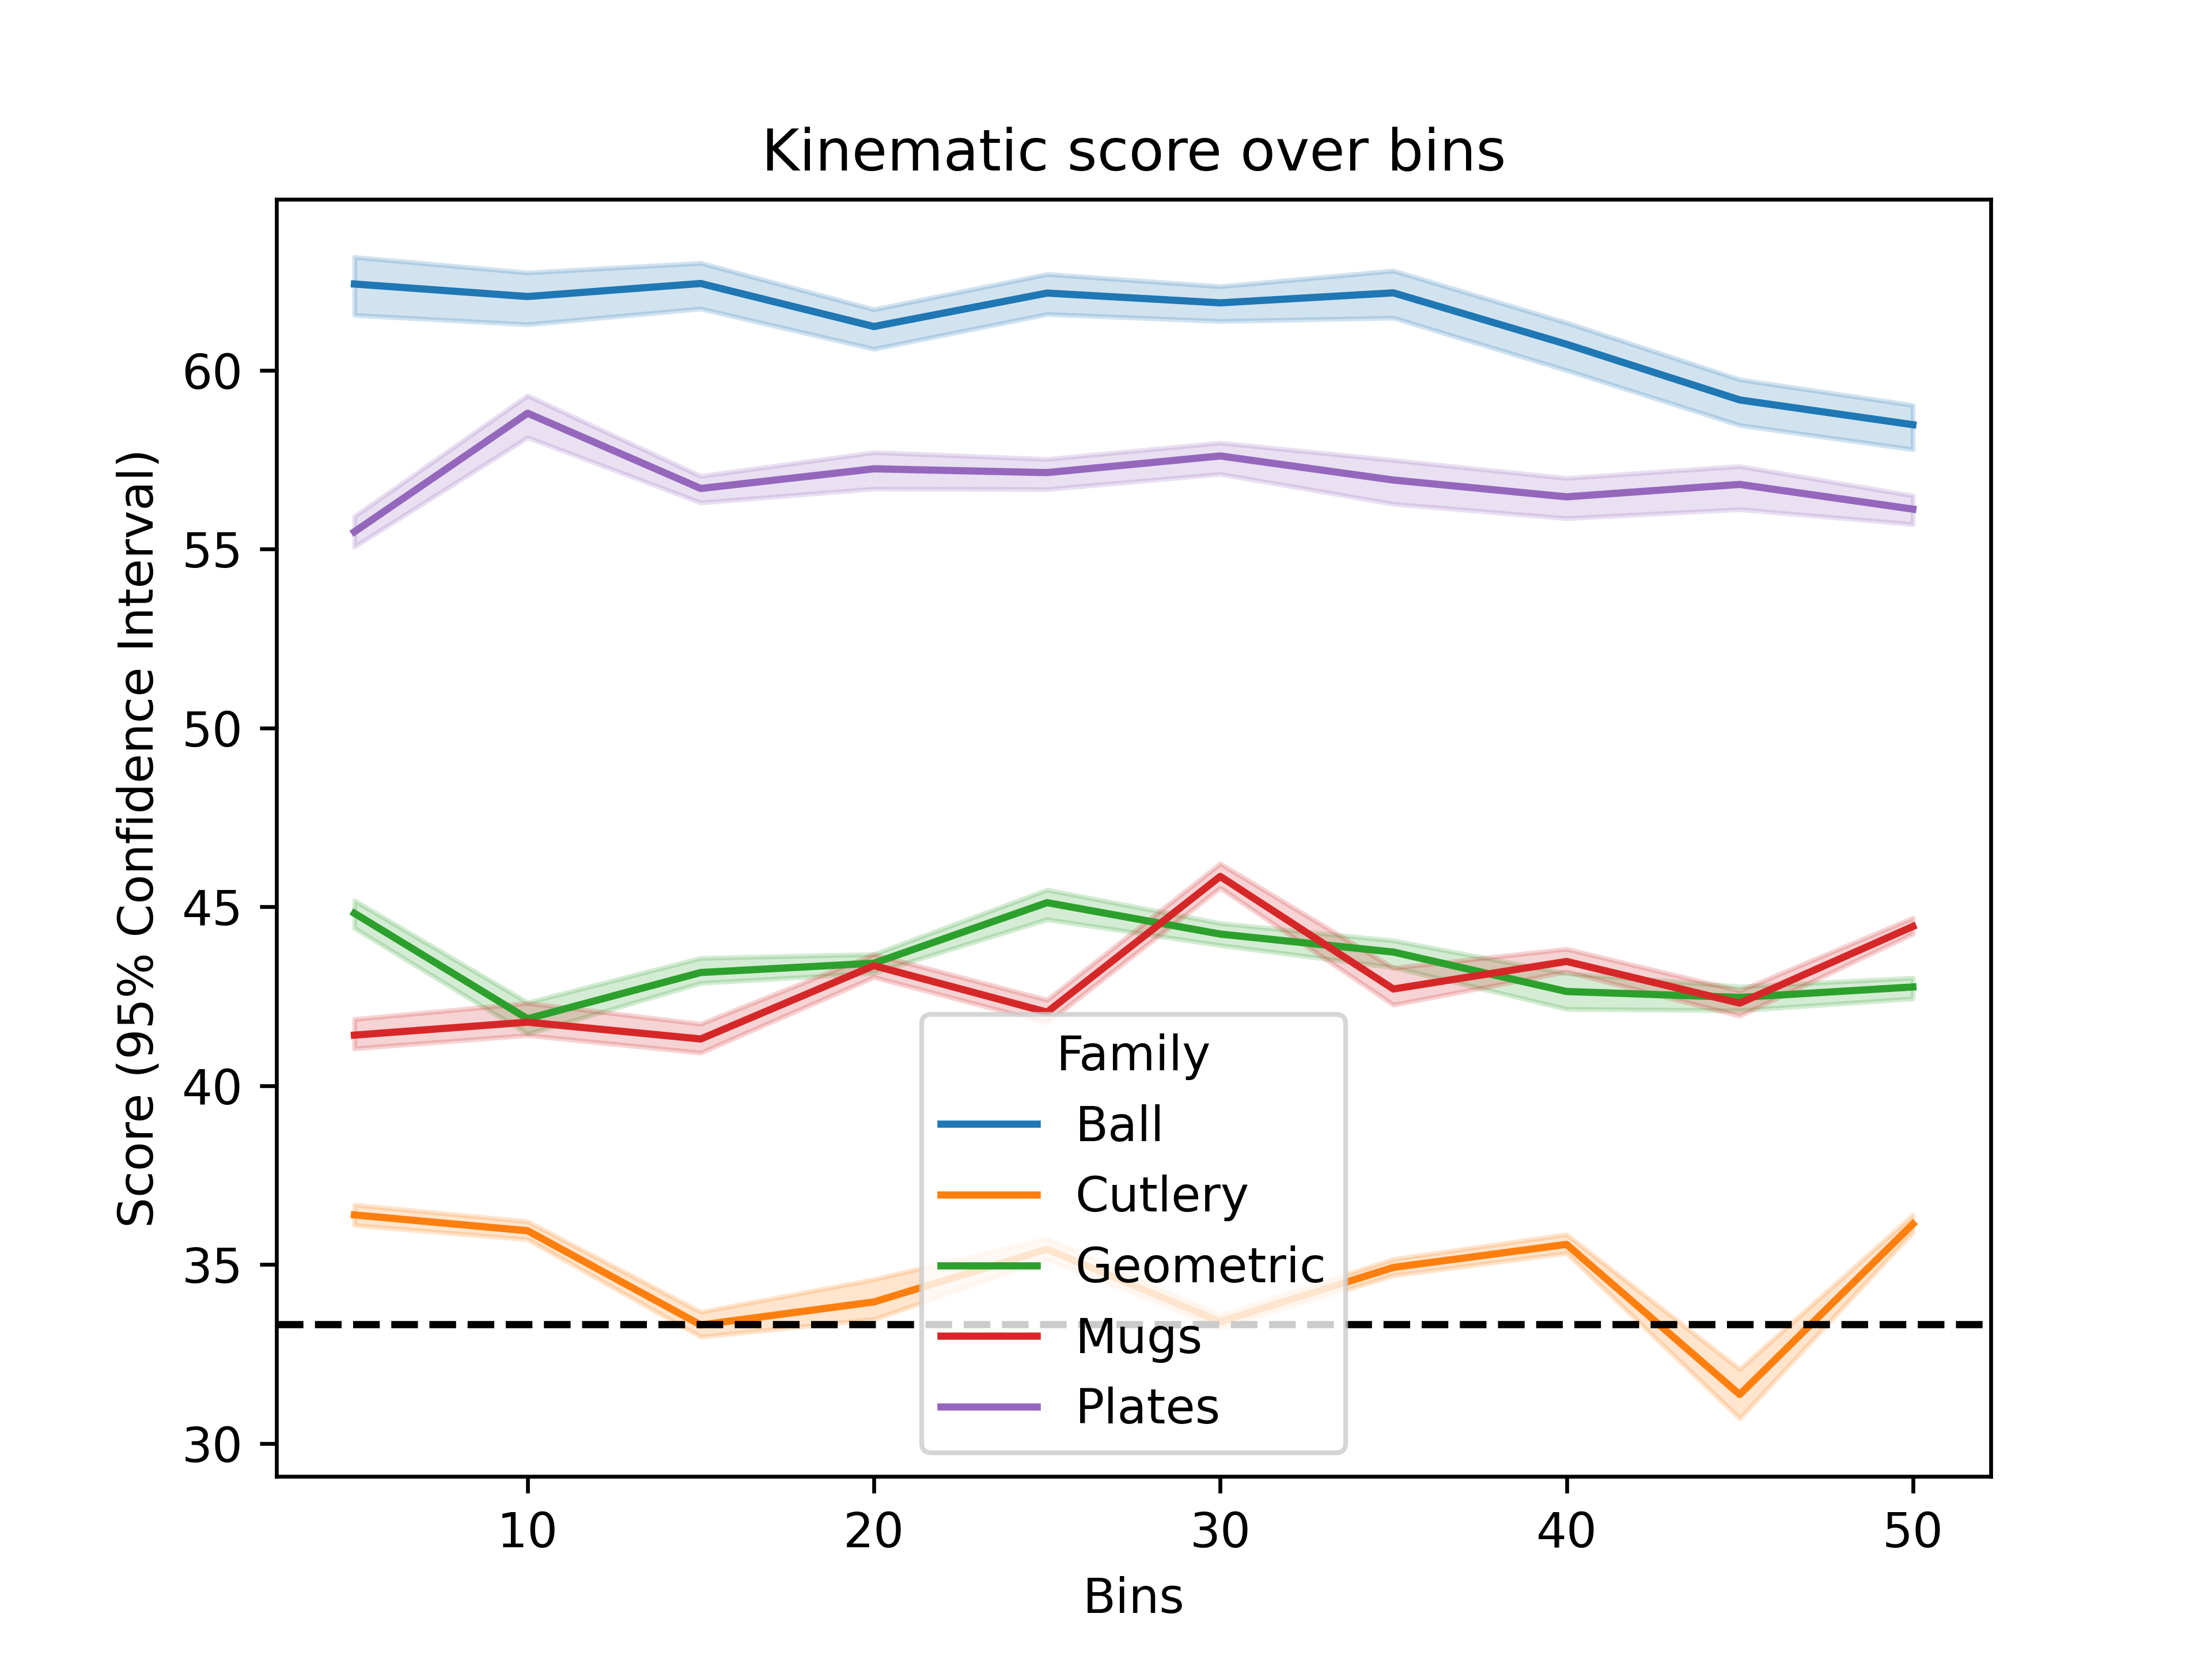 Kinematic score over bins
Score (95% Confidence Interval)
60
55
50
45
40
35
30
Family
Ball
Cutlery
Geometric
Mugs
Plates
10 20 30 40 50
Bins